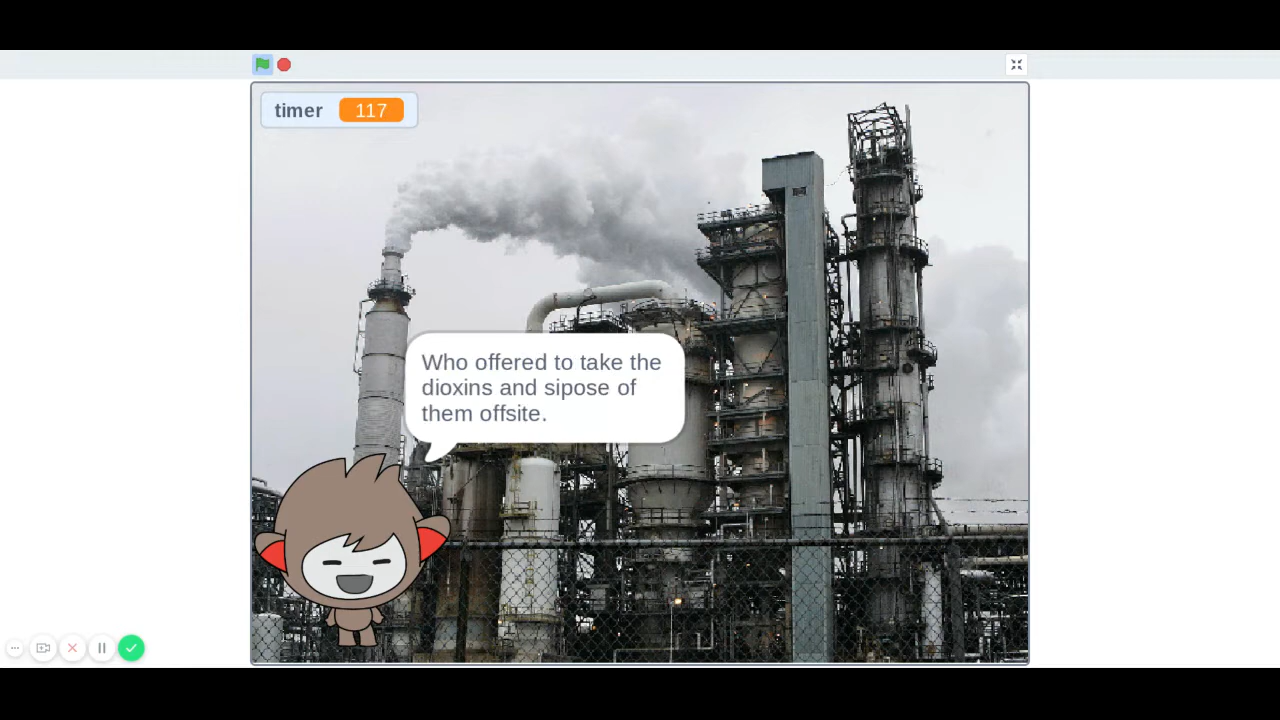 timer 117
Who offered to take the
dioxins and sipose of
them offsite.